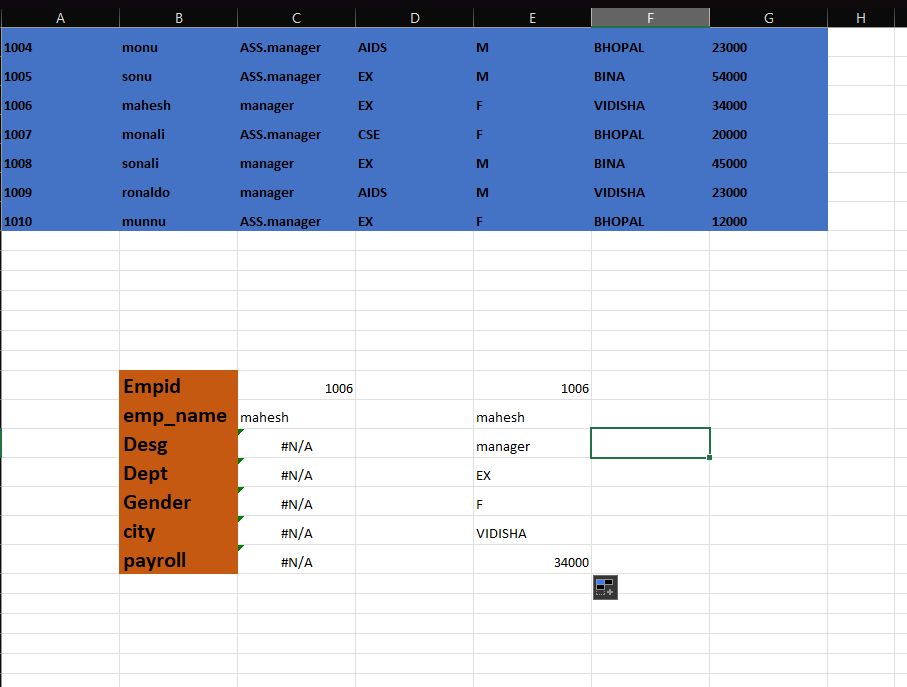 A B C D E F G H
1004 monu ASS.manager AIDS M BHOPAL 23000
1005 sonu ASS.manager EX M BINA 54000
1006 mahesh manager EX F VIDISHA 34000
1007 monali ASS.manager CSE F BHOPAL 20000
1008 sonali manager EX M BINA 45000
1009 ronaldo manager AIDS M VIDISHA 23000
1010 munnu ASS.manager EX F BHOPAL 12000
Empid 1006 1006
emp_name mahesh mahesh
Desg #N/A manager
Dept #N/A EX
Gender #N/A F
city #N/A VIDISHA
payroll #N/A 34000